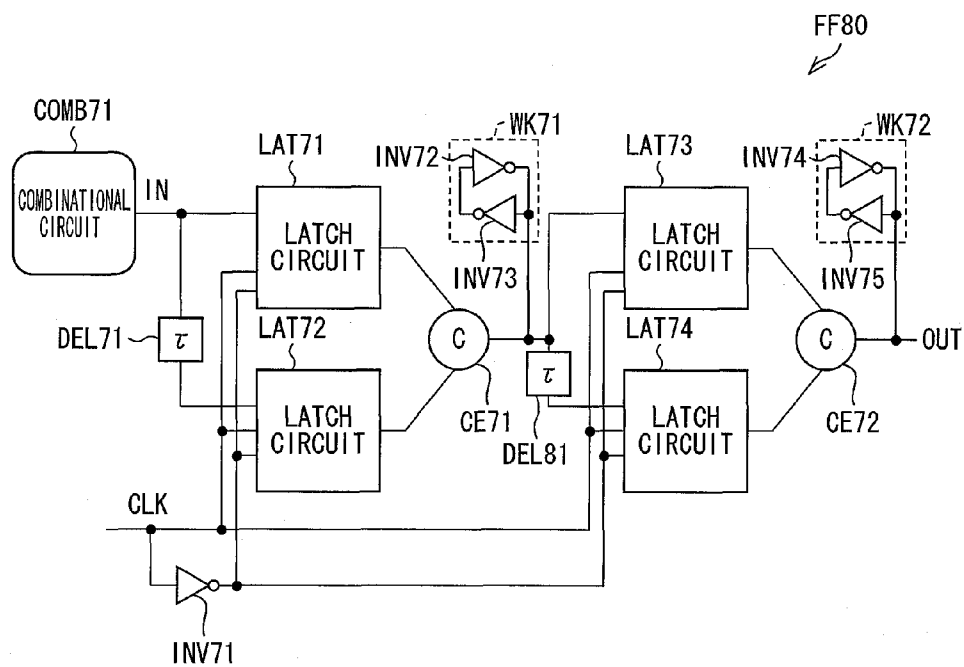 FF80
COMB71
COMBINATIONAL
CIRCUIT
IN
LAT71
LATCH
CIRCUIT
INV72
WK71
INV73
LAT73
LATCH
CIRCUIT
INV74
WK72
INV75
DEL71
τ
LAT72
LATCH
CIRCUIT
C
CE71
τ
DEL81
LAT74
LATCH
CIRCUIT
C
CE72
OUT
CLK
INV71